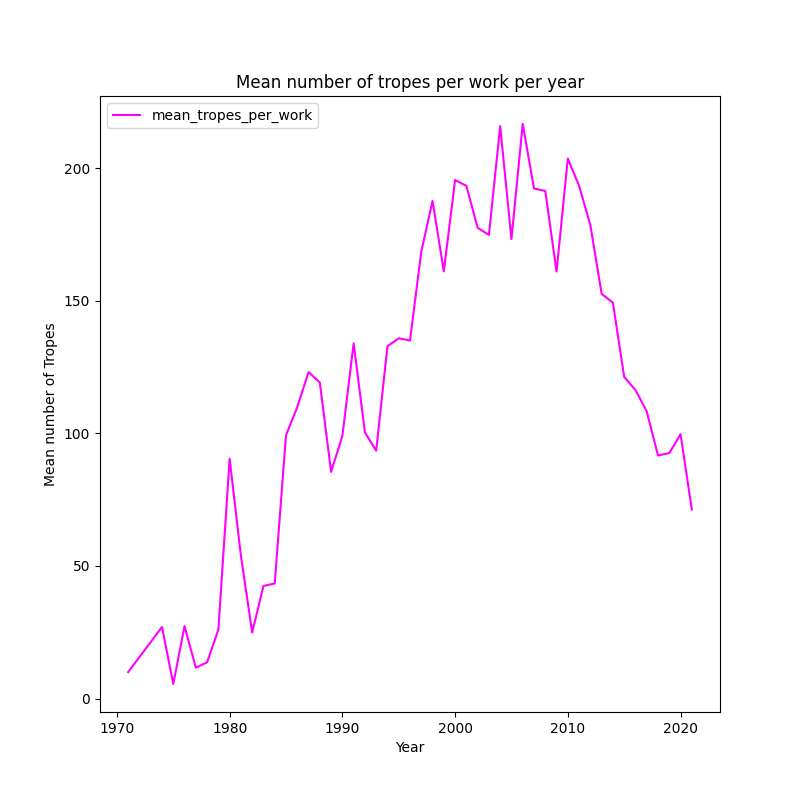 Mean number of tropes per work per year
mean_tropes_per_work
Mean number of Tropes
200
150
100
50
0
1970 1980 1990 2000 2010 2020
Year